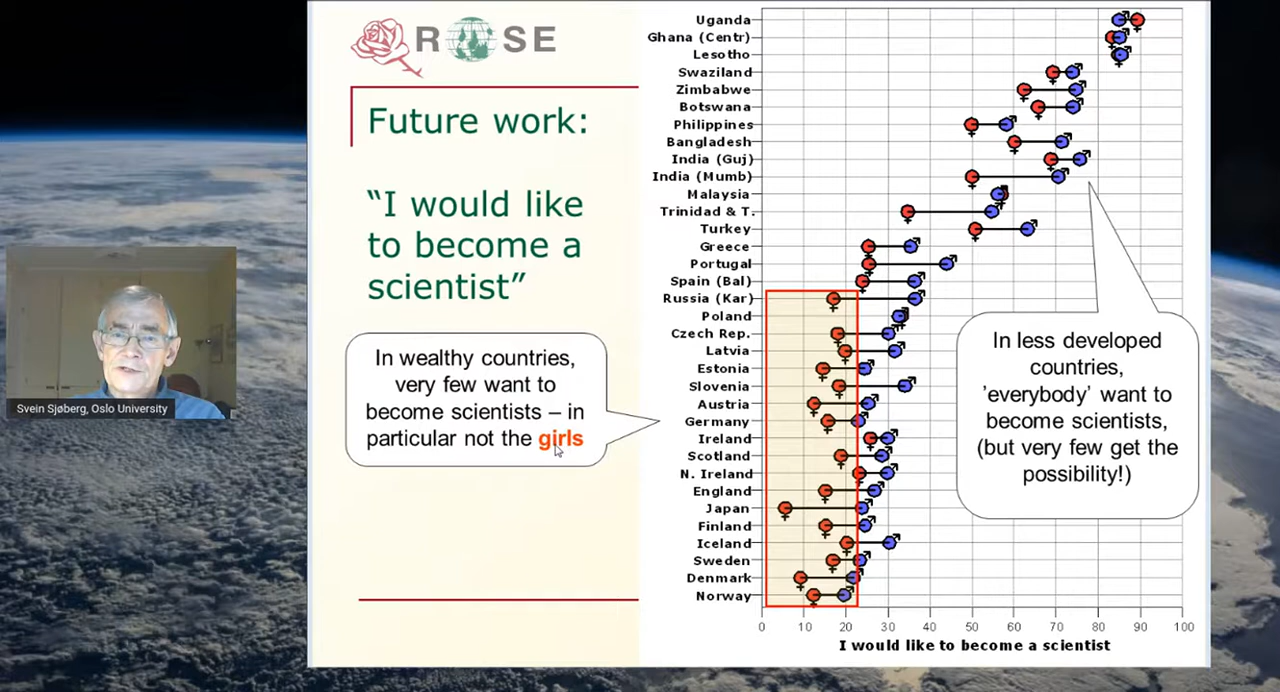 ROSE
Future work:
“I would like
to become a
scientist”
In wealthy countries,
very few want to
become scientists – in
particular not the girls
Svein Sjøberg, Oslo University
Uganda
Ghana (Centr)
Lesotho
Swaziland
Zimbabwe
Botswana
Philippines
Bangladesh
India (Guj)
India (Mumb)
Malaysia
Trinidad & T.
Turkey
Greece
Portugal
Spain (Bal)
Russia (Kar)
Poland
Czech Rep.
Latvia
Estonia
Slovenia
Austria
Germany
Ireland
Scotland
N. Ireland
England
Japan
Finland
Iceland
Sweden
Denmark
Norway
0 10 20 30 40 50 60 70 80 90 100
I would like to become a scientist
In less developed
countries,
’everybody’ want to
become scientists,
(but very few get the
possibility!)